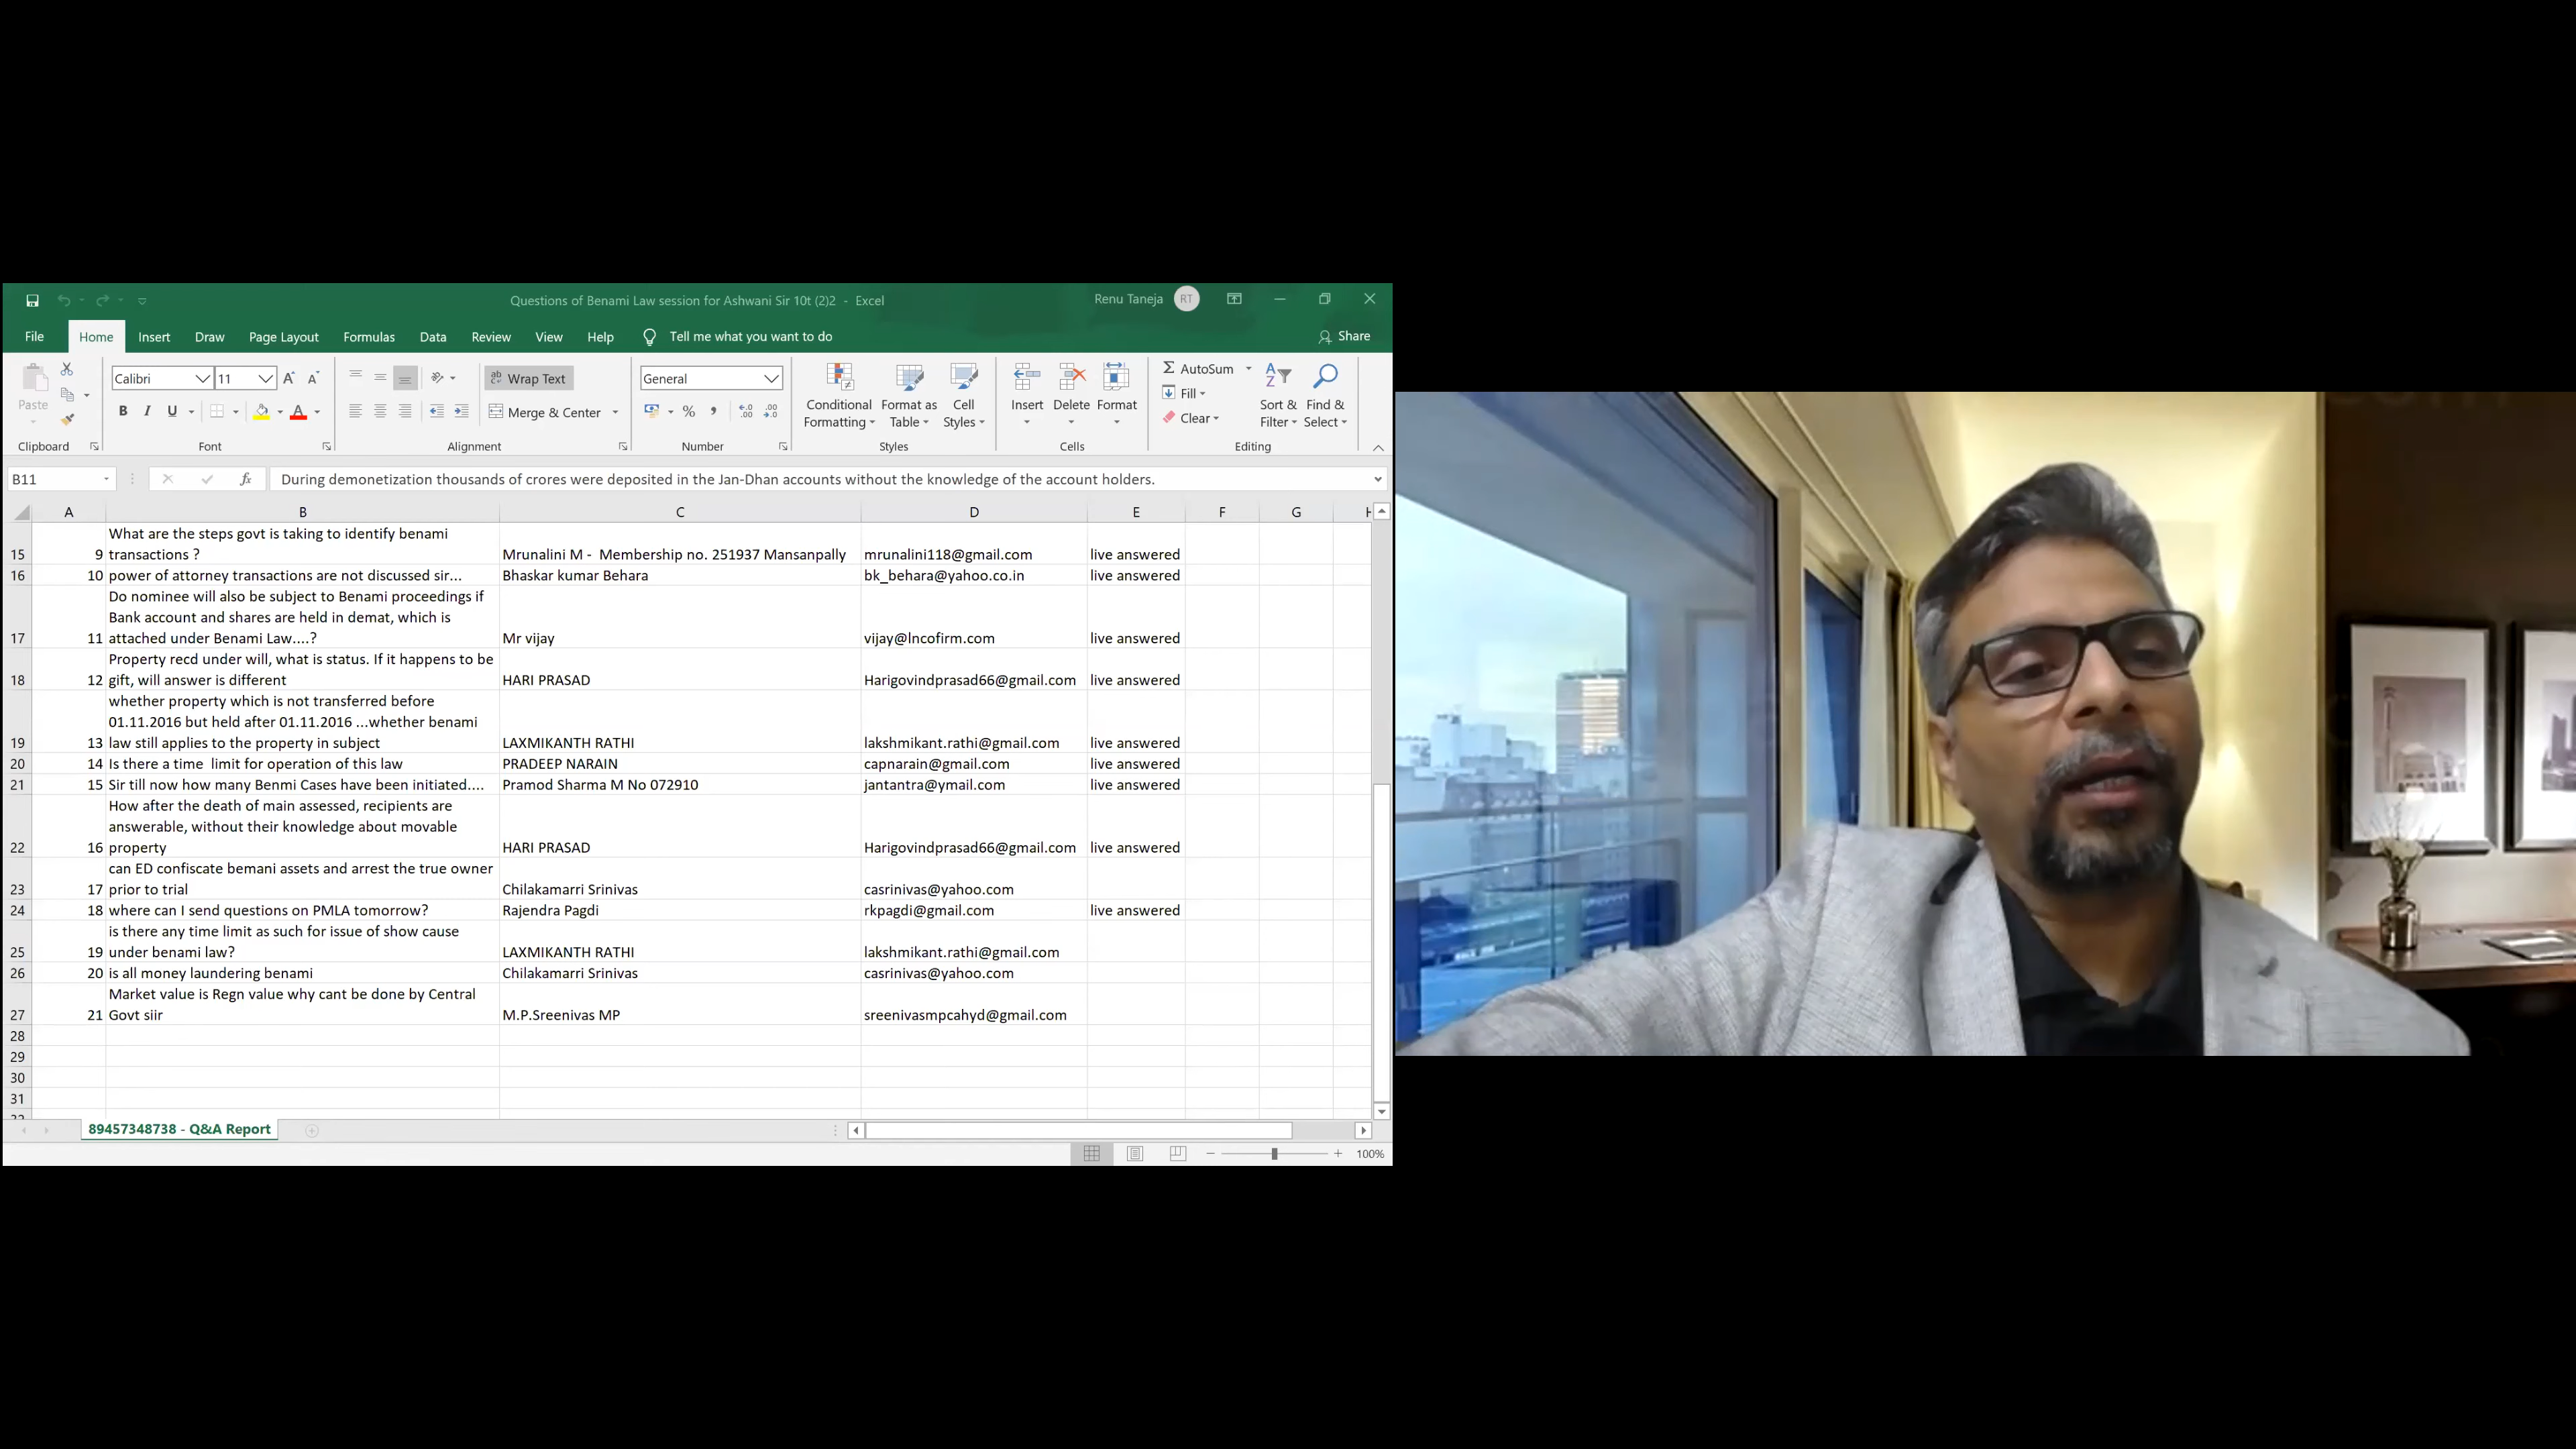 Questions of Benami Law session for Ashwani Sir 10t (2)2 - Excel
Renu Taneja RT
File Home Insert Draw Page Layout Formulas Data Review View Help Tell me what you want to do Share
Paste
Calibri 11
Wrap Text
Merge & Center
General
Conditional Formatting
Format as Table
Cell Styles
Insert Delete Format
AutoSum
Fill
Clear
Sort & Filter
Find & Select
Clipboard Font Alignment Number Styles Cells Editing
B11 fx During demonetization thousands of crores were deposited in the Jan-Dhan accounts without the knowledge of the account holders.
A B C D E F G H
What are the steps govt is taking to identify benami
15 9 transactions ? Mrunalini M - Membership no. 251937 Mansanpally mrunalini118@gmail.com live answered
16 10 power of attorney transactions are not discussed sir... Bhaskar kumar Behara bk_behara@yahoo.co.in live answered
Do nominee will also be subject to Benami proceedings if
Bank account and shares are held in demat, which is
17 11 attached under Benami Law....? Mr vijay vijay@lncofirm.com live answered
Property recd under will, what is status. If it happens to be
18 12 gift, will answer is different HARI PRASAD Harigovindprasad66@gmail.com live answered
whether property which is not transferred before
01.11.2016 but held after 01.11.2016 ...whether benami
19 13 law still applies to the property in subject LAXMIKANTH RATHI lakshmikant.rathi@gmail.com live answered
20 14 Is there a time limit for operation of this law PRADEEP NARAIN capnarain@gmail.com live answered
21 15 Sir till now how many Benmi Cases have been initiated.... Pramod Sharma M No 072910 jantantra@ymail.com live answered
How after the death of main assessed, recipients are
answerable, without their knowledge about movable
22 16 property HARI PRASAD Harigovindprasad66@gmail.com live answered
can ED confiscate bemani assets and arrest the true owner
23 17 prior to trial Chilakamarri Srinivas casrinivas@yahoo.com
24 18 where can I send questions on PMLA tomorrow? Rajendra Pagdi rkpagdi@gmail.com live answered
is there any time limit as such for issue of show cause
25 19 under benami law? LAXMIKANTH RATHI lakshmikant.rathi@gmail.com
26 20 is all money laundering benami Chilakamarri Srinivas casrinivas@yahoo.com
Market value is Regn value why cant be done by Central
27 21 Govt siir M.P.Sreenivas MP sreenivasmpcahyd@gmail.com
28
29
30
31
32
89457348738 - Q&A Report
100%